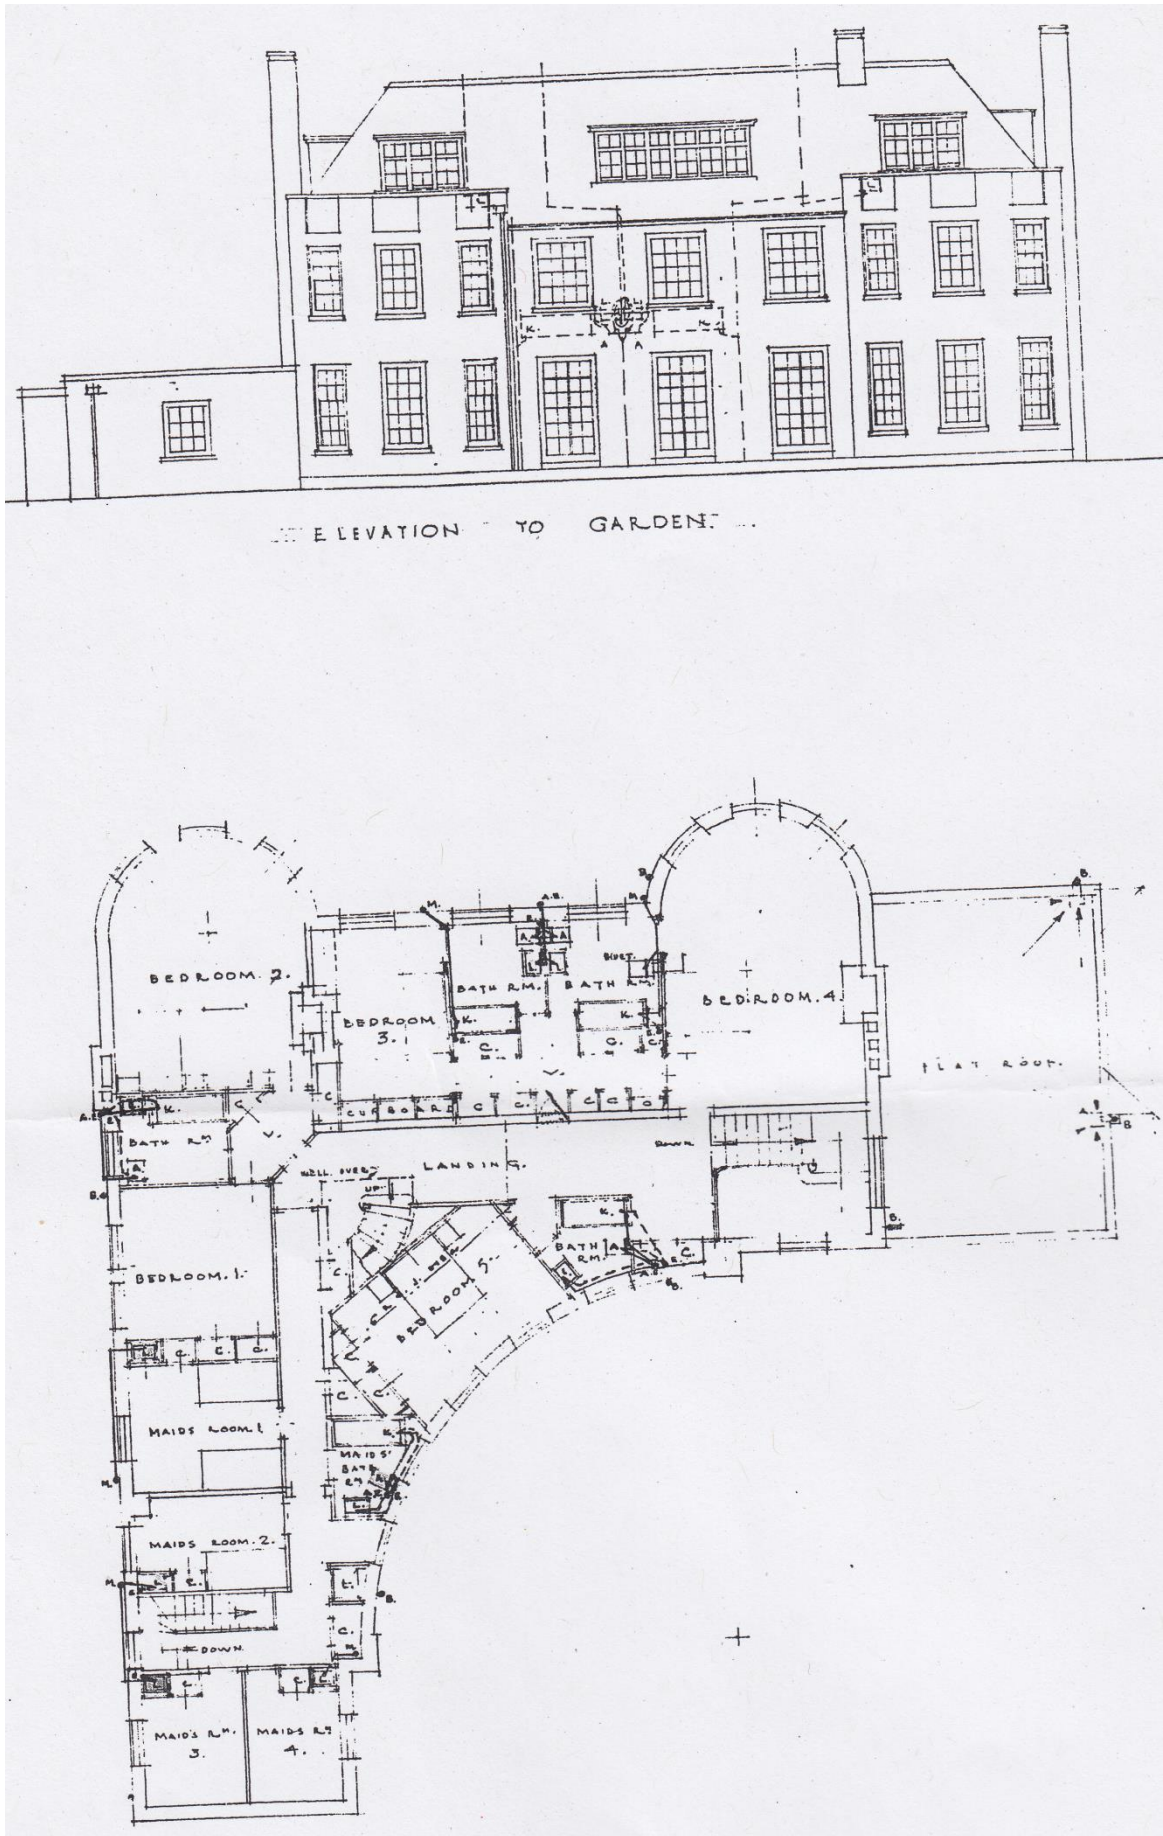 L
L
K.
K.
A A
ELEVATION TO GARDEN.
B.
M.
A.B.
D.
M.
A A
L
BIDET.
BEDROOM. 2.
BATH RM. BATH RM.
BEDROOM. 4.
BEDROOM
3.
K.
K.
C.
C.
C.
FLAT ROOF.
C
CUPBOARD
C
C.
C
C
C
K.
BATH RM
C
V.
V.
A
B
A
B.
WELL OVER
UP
LANDING.
DOWN
K.
BATH
RM.
A
L
C.
B.
B.
BEDROOM. 1.
C.
BEDROOM 5.
L
C.
C.
C.
C.
C.
C.
MAIDS ROOM 1.
K.
MAIDS'
BATH
RM
L.
M.
MAIDS ROOM. 2.
M.
L
C.
L.
B.
C.
DOWN
M.
L
C.
C.
L
MAID'S RM.
3.
MAIDS RM
4.